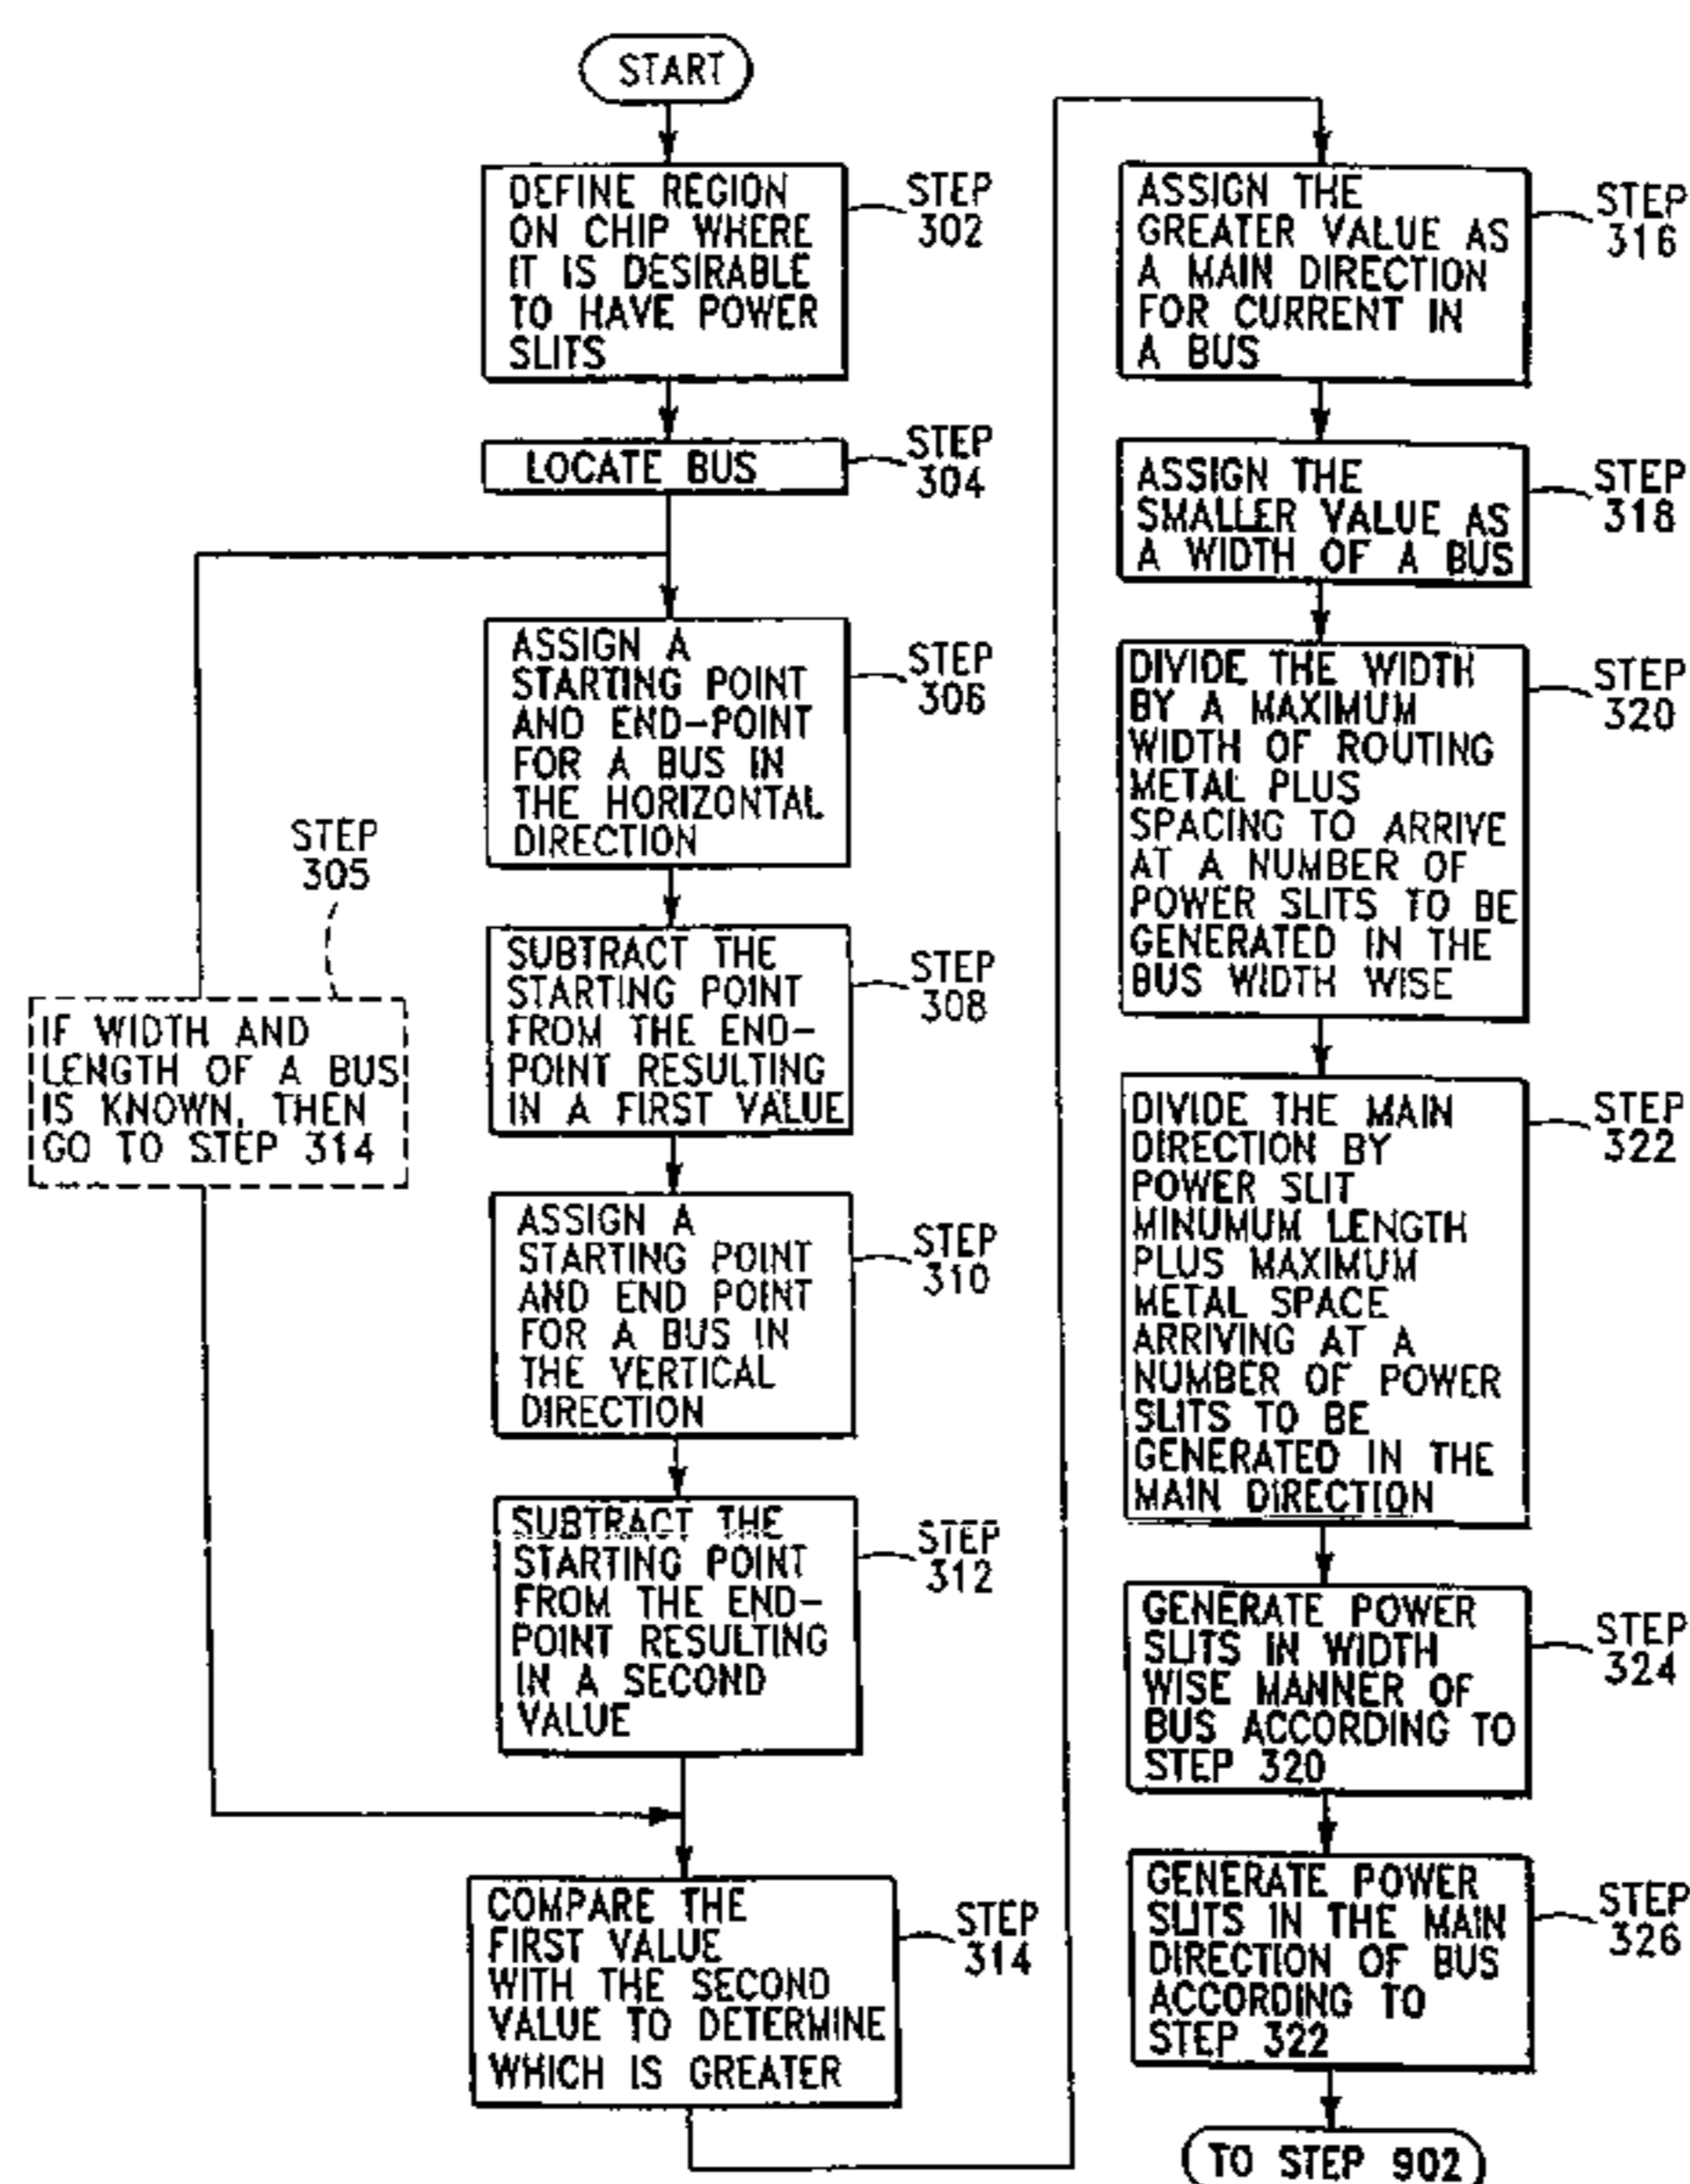 START
DEFINE REGION
ON CHIP WHERE
IT IS DESIRABLE
TO HAVE POWER
SLITS
STEP
302
LOCATE BUS
STEP
304
STEP
305
IF WIDTH AND
LENGTH OF A BUS
IS KNOWN, THEN
GO TO STEP 314
ASSIGN A
STARTING POINT
AND END-POINT
FOR A BUS IN
THE HORIZONTAL
DIRECTION
STEP
306
SUBTRACT THE
STARTING POINT
FROM THE END-
POINT RESULTING
IN A FIRST VALUE
STEP
308
ASSIGN A
STARTING POINT
AND END POINT
FOR A BUS IN
THE VERTICAL
DIRECTION
STEP
310
SUBTRACT THE
STARTING POINT
FROM THE END-
POINT RESULTING
IN A SECOND
VALUE
STEP
312
COMPARE THE
FIRST VALUE
WITH THE SECOND
VALUE TO DETERMINE
WHICH IS GREATER
STEP
314
ASSIGN THE
GREATER VALUE AS
A MAIN DIRECTION
FOR CURRENT IN
A BUS
STEP
316
ASSIGN THE
SMALLER VALUE AS
A WIDTH OF A BUS
STEP
318
DIVIDE THE WIDTH
BY A MAXIMUM
WIDTH OF ROUTING
METAL PLUS
SPACING TO ARRIVE
AT A NUMBER OF
POWER SLITS TO BE
GENERATED IN THE
BUS WIDTH WISE
STEP
320
DIVIDE THE MAIN
DIRECTION BY
POWER SLIT
MINUMUM LENGTH
PLUS MAXIMUM
METAL SPACE
ARRIVING AT A
NUMBER OF POWER
SLITS TO BE
GENERATED IN THE
MAIN DIRECTION
STEP
322
GENERATE POWER
SLITS IN WIDTH
WISE MANNER OF
BUS ACCORDING TO
STEP 320
STEP
324
GENERATE POWER
SLITS IN THE MAIN
DIRECTION OF BUS
ACCORDING TO
STEP 322
STEP
326
TO STEP 902